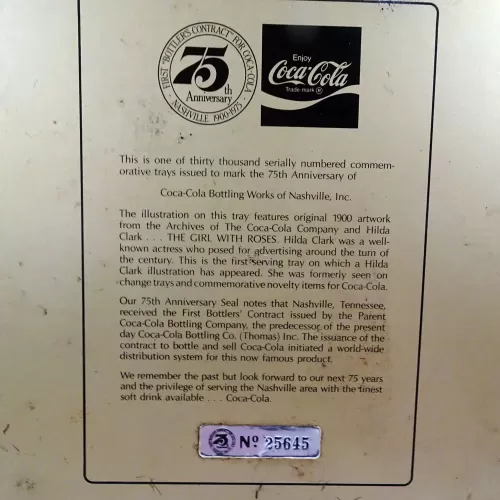 FIRST "BOTTLER'S CONTRACT" FOR COCA-COLA
75th
Anniversary
NASHVILLE 1900-1975
Enjoy
Coca-Cola
Trade-mark ®
This is one of thirty thousand serially numbered commem-
orative trays issued to mark the 75th Anniversary of
Coca-Cola Bottling Works of Nashville, Inc.
The illustration on this tray features original 1900 artwork
from the Archives of The Coca-Cola Company and Hilda
Clark . . . THE GIRL WITH ROSES. Hilda Clark was a well-
known actress who posed for advertising around the turn of
the century. This is the first serving tray on which a Hilda
Clark illustration has appeared. She was formerly seen on
change trays and commemorative novelty items for Coca-Cola.
Our 75th Anniversary Seal notes that Nashville, Tennessee,
received the First Bottlers' Contract issued by the Parent
Coca-Cola Bottling Company, the predecessor of the present
day Coca-Cola Bottling Co. (Thomas) Inc. The issuance of the
contract to bottle and sell Coca-Cola initiated a world-wide
distribution system for this now famous product.
We remember the past but look forward to our next 75 years
and the privilege of serving the Nashville area with the finest
soft drink available . . . Coca-Cola.
75
Nº 25645